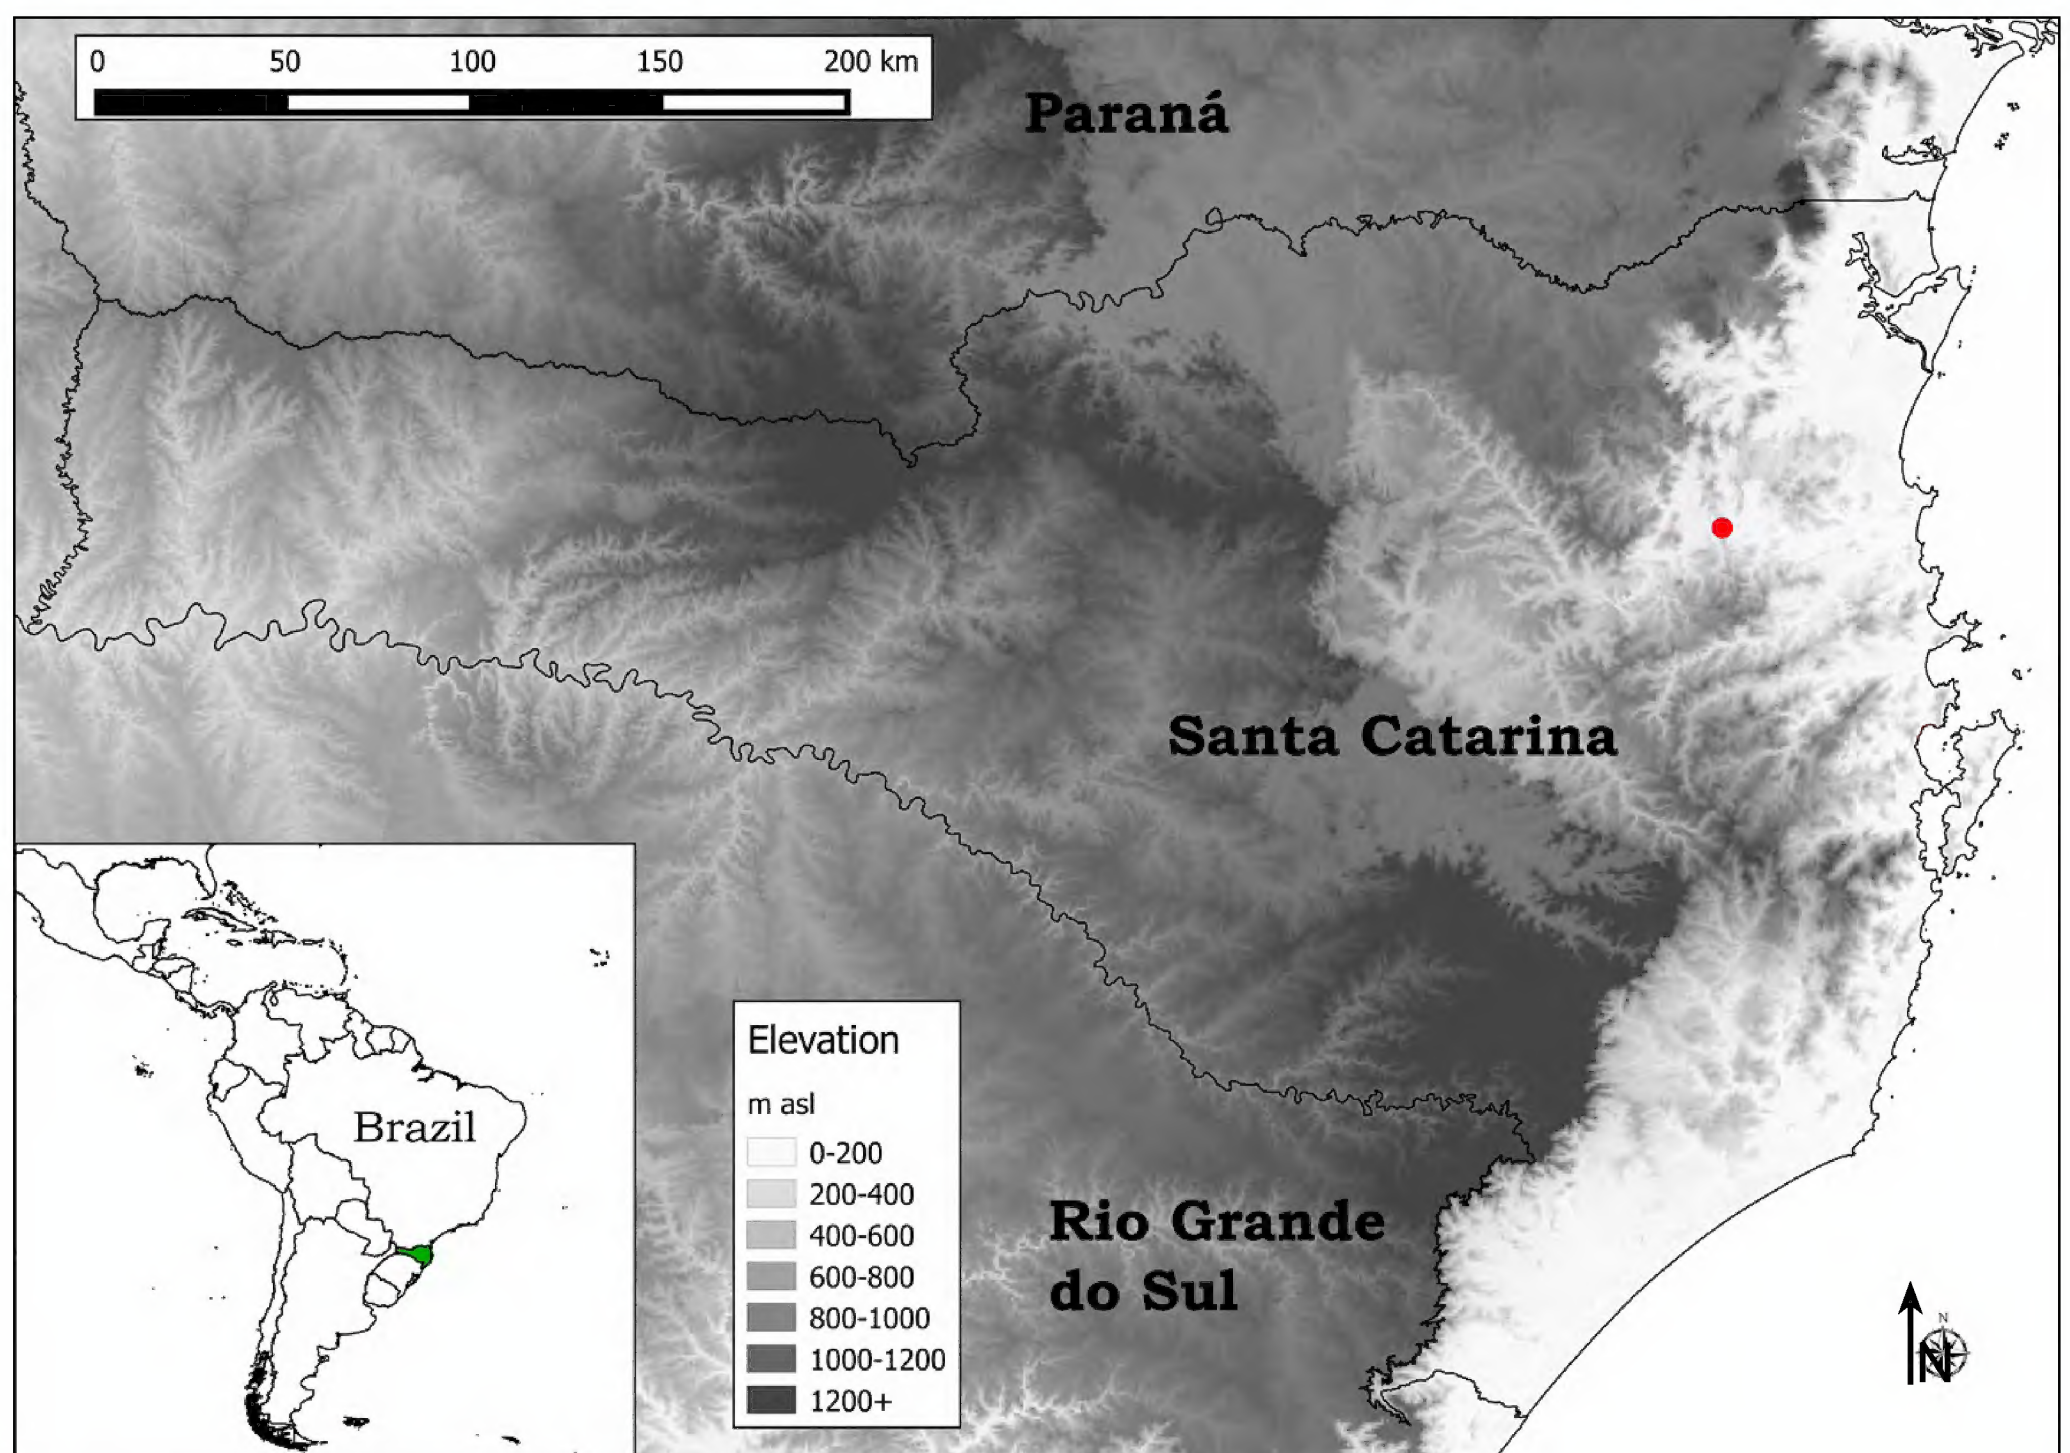 0 50 100 150 200 km
Paraná
Santa Catarina
Brazil
Elevation
m asl
0-200
200-400
400-600
600-800
800-1000
1000-1200
1200+
Rio Grande
do Sul
N
N